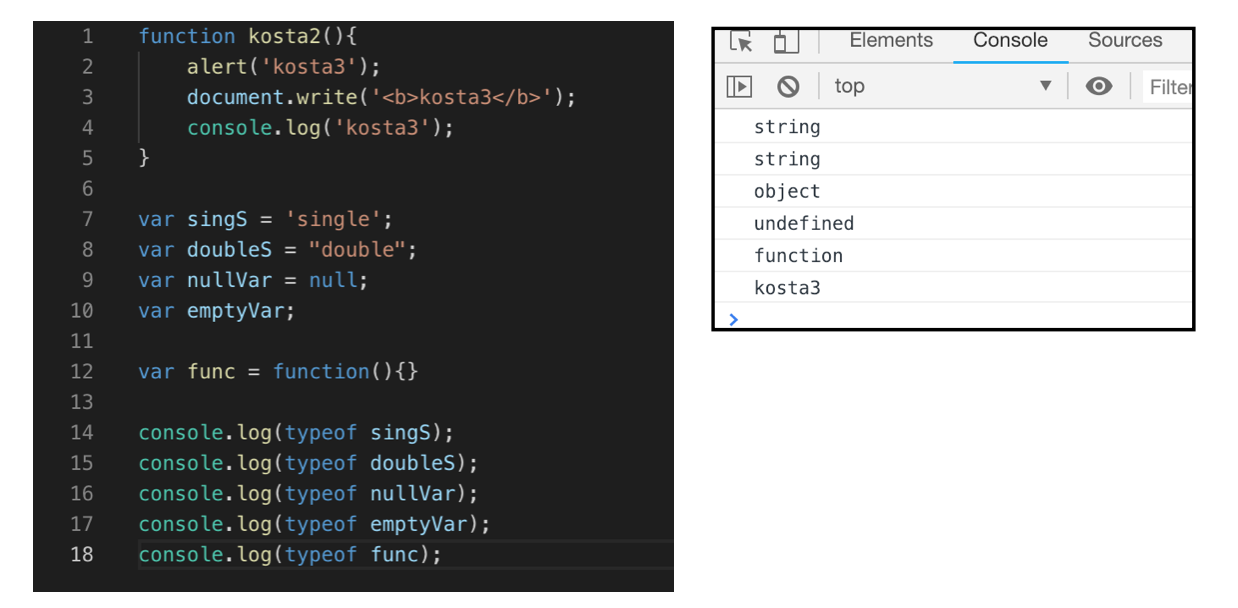 1 function kosta2(){
2 alert('kosta3');
3 document.write('<b>kosta3</b>');
4 console.log('kosta3');
5 }
6
7 var singS = 'single';
8 var doubleS = "double";
9 var nullVar = null;
10 var emptyVar;
11
12 var func = function(){}
13
14 console.log(typeof singS);
15 console.log(typeof doubleS);
16 console.log(typeof nullVar);
17 console.log(typeof emptyVar);
18 console.log(typeof func);
Elements Console Sources
top Filter
string
string
object
undefined
function
kosta3
>